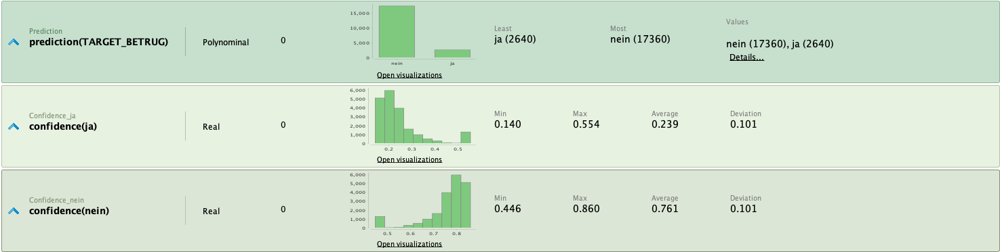 Prediction
prediction(TARGET_BETRUG)
Polynominal
0
15,000
10,000
5,000
0
nein ja
Open visualizations
Least
ja (2640)
Most
nein (17360)
Values
nein (17360), ja (2640)
Details...
Confidence_ja
confidence(ja)
Real
0
6,000
5,000
4,000
3,000
2,000
1,000
0
0.2 0.3 0.4 0.5
Open visualizations
Min
0.140
Max
0.554
Average
0.239
Deviation
0.101
Confidence_nein
confidence(nein)
Real
0
6,000
5,000
4,000
3,000
2,000
1,000
0
0.5 0.6 0.7 0.8
Open visualizations
Min
0.446
Max
0.860
Average
0.761
Deviation
0.101